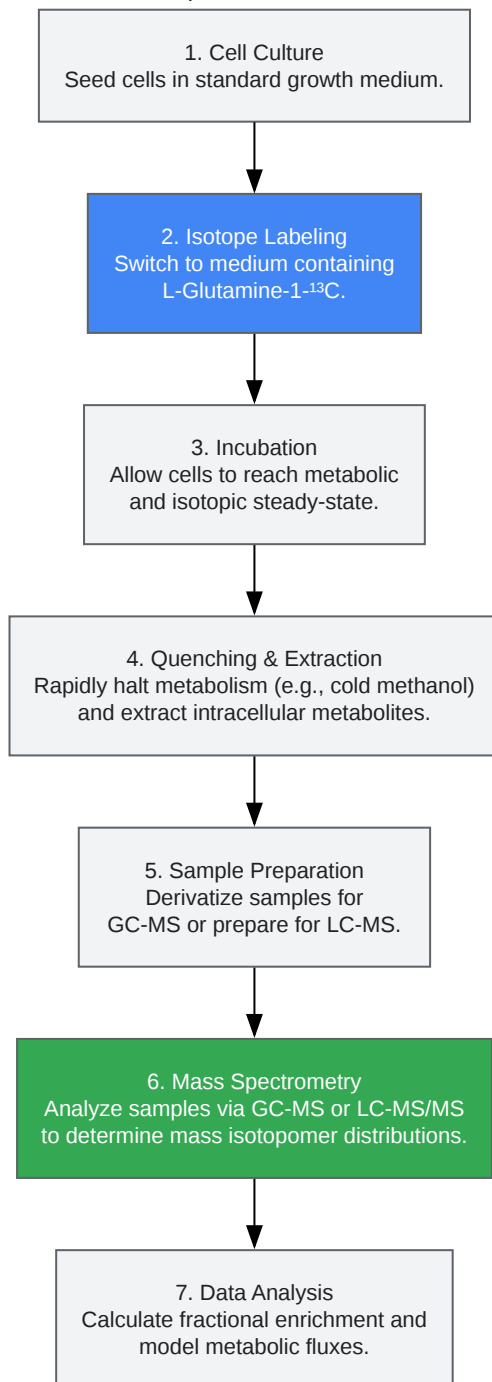 1. Cell Culture
Seed cells in standard growth medium.
2. Isotope Labeling
Switch to medium containing
L-Glutamine-1-¹³C.
3. Incubation
Allow cells to reach metabolic
and isotopic steady-state.
4. Quenching & Extraction
Rapidly halt metabolism (e.g., cold methanol)
and extract intracellular metabolites.
5. Sample Preparation
Derivatize samples for
GC-MS or prepare for LC-MS.
6. Mass Spectrometry
Analyze samples via GC-MS or LC-MS/MS
to determine mass isotopomer distributions.
7. Data Analysis
Calculate fractional enrichment and
model metabolic fluxes.